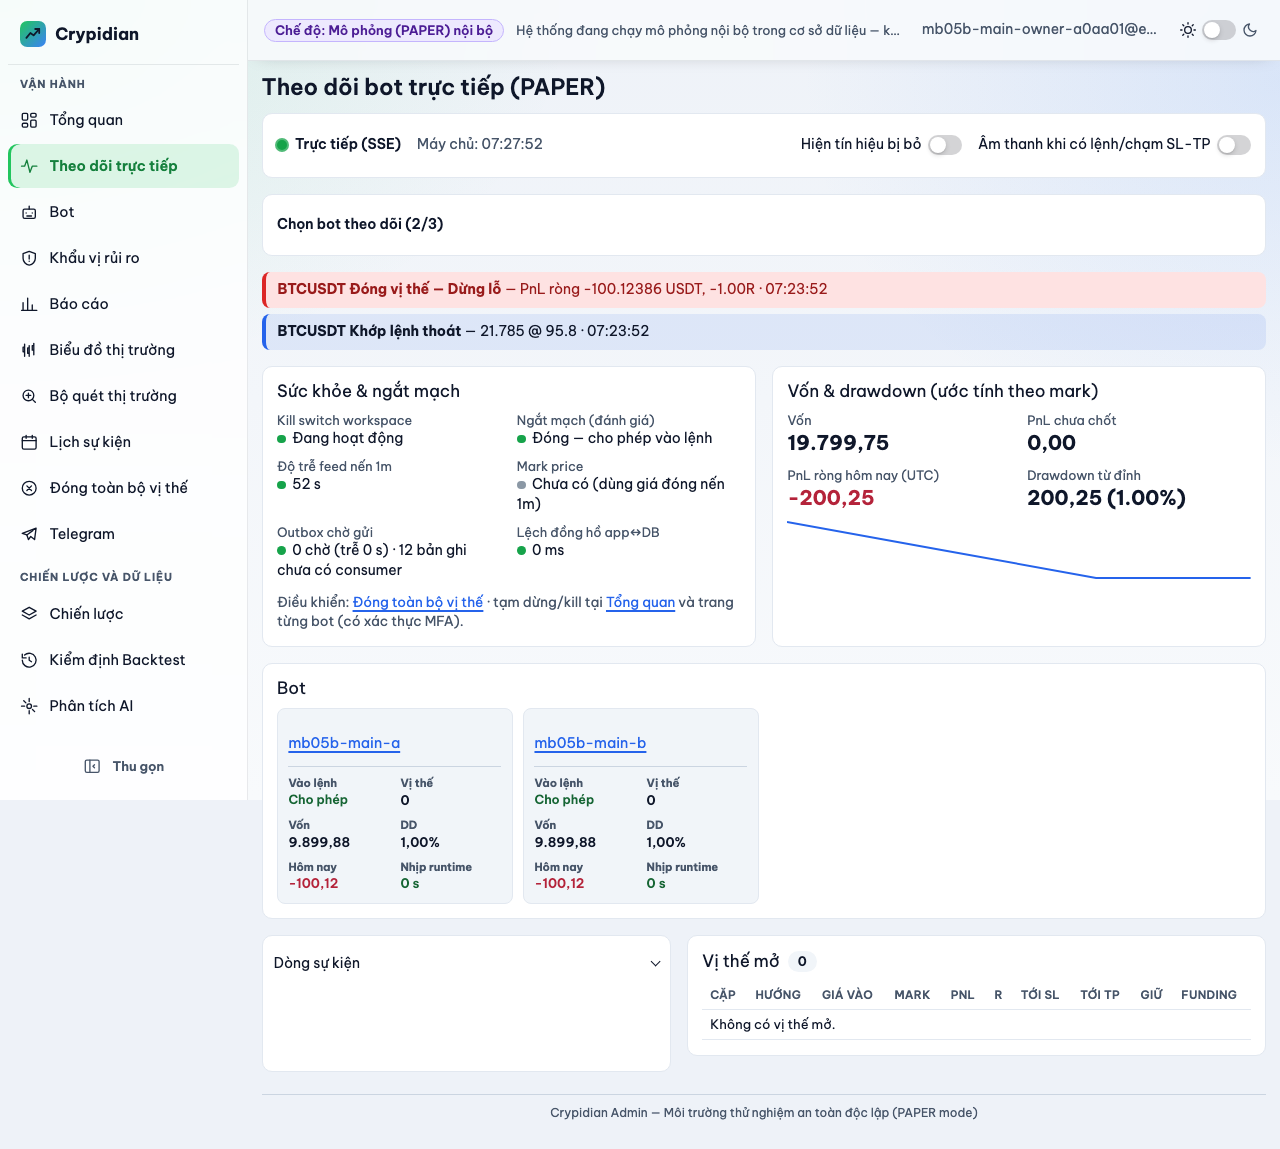 Crypidian
VẬN HÀNH
Tổng quan
Theo dõi trực tiếp
Bot
Khẩu vị rủi ro
Báo cáo
Biểu đồ thị trường
Bộ quét thị trường
Lịch sự kiện
Đóng toàn bộ vị thế
Telegram
CHIẾN LƯỢC VÀ DỮ LIỆU
Chiến lược
Kiểm định Backtest
Phân tích AI
Thu gọn
Chế độ: Mô phỏng (PAPER) nội bộ
Hệ thống đang chạy mô phỏng nội bộ trong cơ sở dữ liệu — k...
mb05b-main-owner-a0aa01@e...
Theo dõi bot trực tiếp (PAPER)
Trực tiếp (SSE) Máy chủ: 07:27:52
Hiện tín hiệu bị bỏ
Âm thanh khi có lệnh/chạm SL-TP
Chọn bot theo dõi (2/3)
BTCUSDT Đóng vị thế — Dừng lỗ — PnL ròng -100.12386 USDT, -1.00R · 07:23:52
BTCUSDT Khớp lệnh thoát — 21.785 @ 95.8 · 07:23:52
Sức khỏe & ngắt mạch
Kill switch workspace
Đang hoạt động
Ngắt mạch (đánh giá)
Đóng — cho phép vào lệnh
Độ trễ feed nến 1m
52 s
Mark price
Chưa có (dùng giá đóng nến
1m)
Outbox chờ gửi
0 chờ (trễ 0 s) · 12 bản ghi
chưa có consumer
Lệch đồng hồ app↔DB
0 ms
Điều khiển: Đóng toàn bộ vị thế · tạm dừng/kill tại Tổng quan và trang
từng bot (có xác thực MFA).
Vốn & drawdown (ước tính theo mark)
Vốn
19.799,75
PnL chưa chốt
0,00
PnL ròng hôm nay (UTC)
-200,25
Drawdown từ đỉnh
200,25 (1.00%)
Bot
mb05b-main-a
Vào lệnh
Cho phép
Vị thế
0
Vốn
9.899,88
DD
1,00%
Hôm nay
-100,12
Nhịp runtime
0 s
mb05b-main-b
Vào lệnh
Cho phép
Vị thế
0
Vốn
9.899,88
DD
1,00%
Hôm nay
-100,12
Nhịp runtime
0 s
Dòng sự kiện
Vị thế mở 0
CẶP HƯỚNG GIÁ VÀO MARK PNL R TỚI SL TỚI TP GIỮ FUNDING
Không có vị thế mở.
Crypidian Admin — Môi trường thử nghiệm an toàn độc lập (PAPER mode)